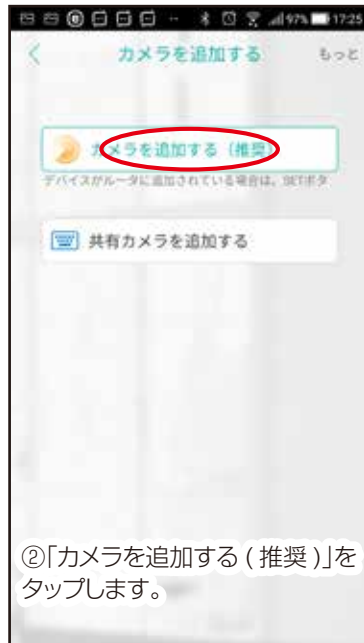 97% 17:25
カメラを追加する もっと
カメラを追加する（推奨）
デバイスがルータに追加されている場合は、SETボタ
共有カメラを追加する
②「カメラを追加する ( 推奨 )」を
タップします。